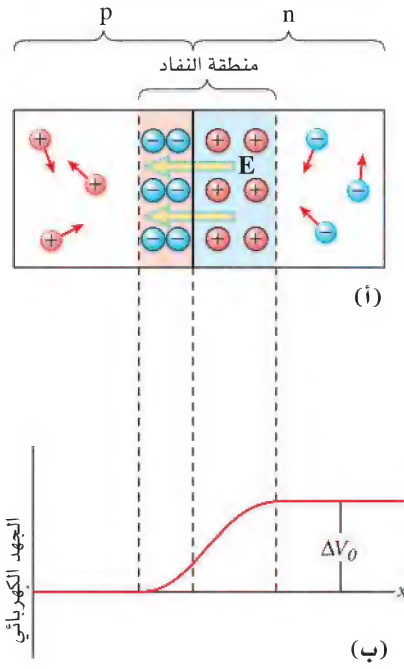 p n
منطقة النفاد
E
(أ)
الجهد الكهربائي
ΔV₀
x
(ب)